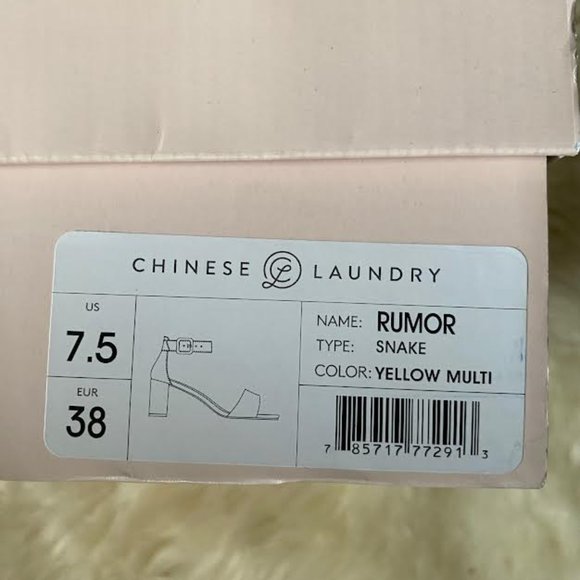 CHINESE LAUNDRY
US
7.5
EUR
38
NAME: RUMOR
TYPE: SNAKE
COLOR: YELLOW MULTI
7 85717 77291 3